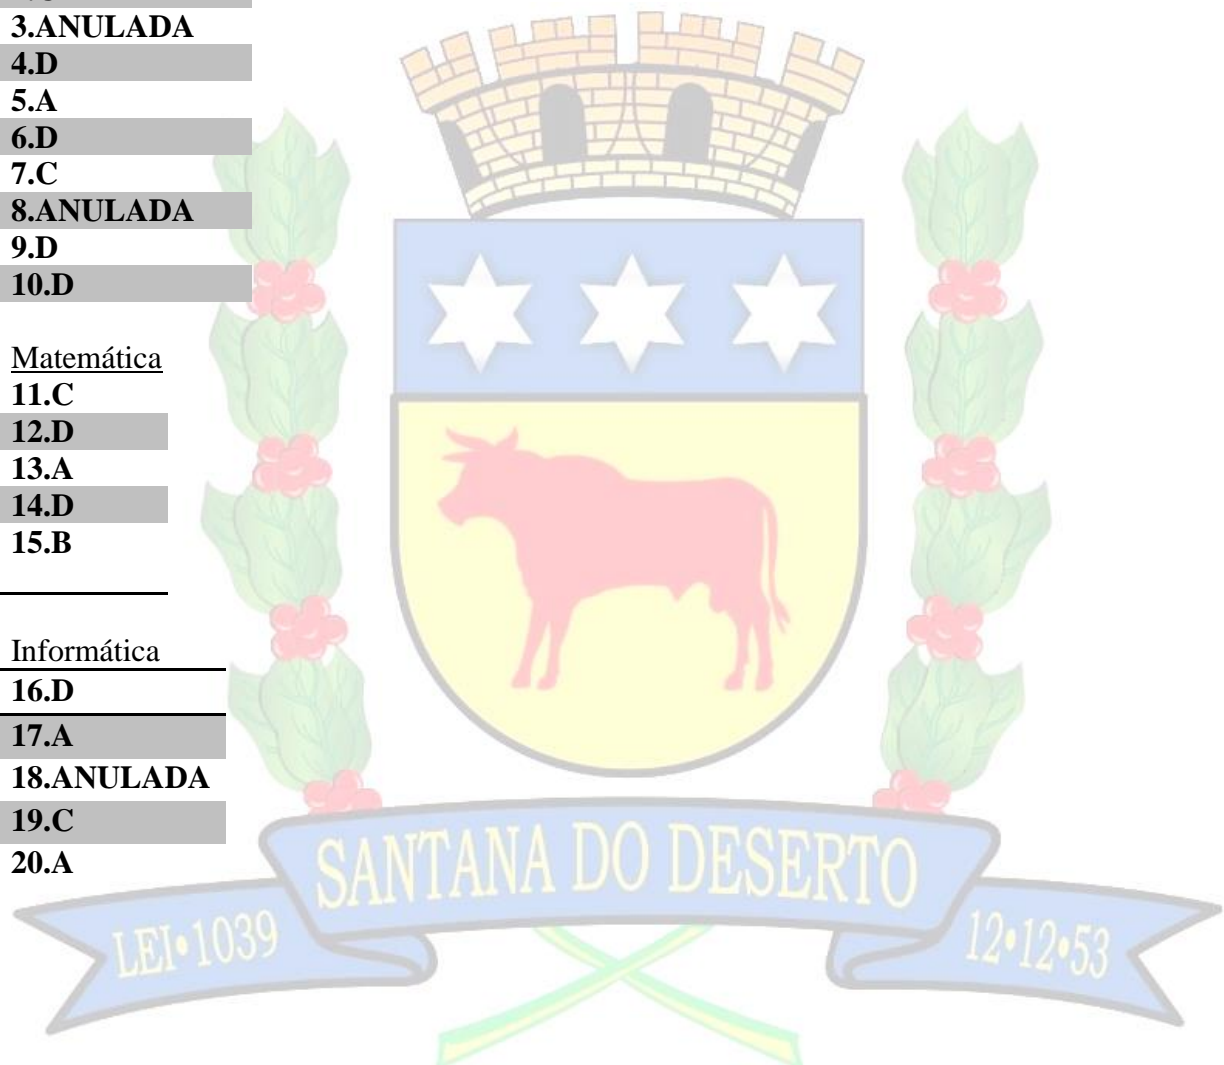 3.ANULADA
4.D
5.A
6.D
7.C
8.ANULADA
9.D
10.D
Matemática
11.C
12.D
13.A
14.D
15.B
Informática
16.D
17.A
18.ANULADA
19.C
20.A
SANTANA DO DESERTO
LEI•1039
12•12•53